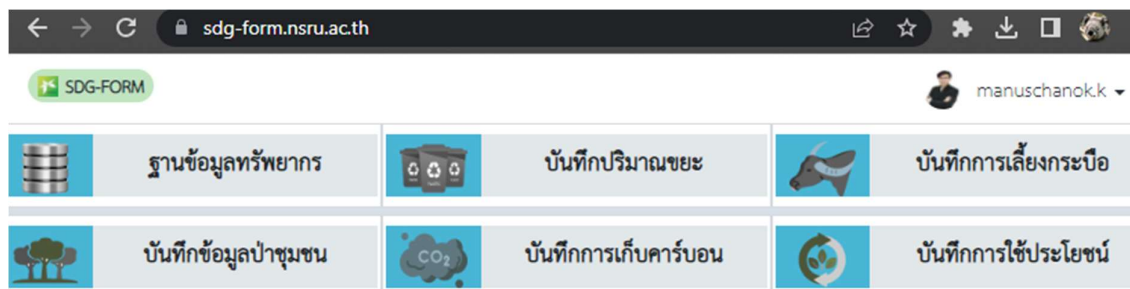 sdg-form.nsru.ac.th
SDG-FORM
manuschanok.k
ฐานข้อมูลทรัพยากร
บันทึกปริมาณขยะ
บันทึกการเลี้ยงกระบือ
บันทึกข้อมูลป่าชุมชน
CO2
บันทึกการเก็บคาร์บอน
บันทึกการใช้ประโยชน์